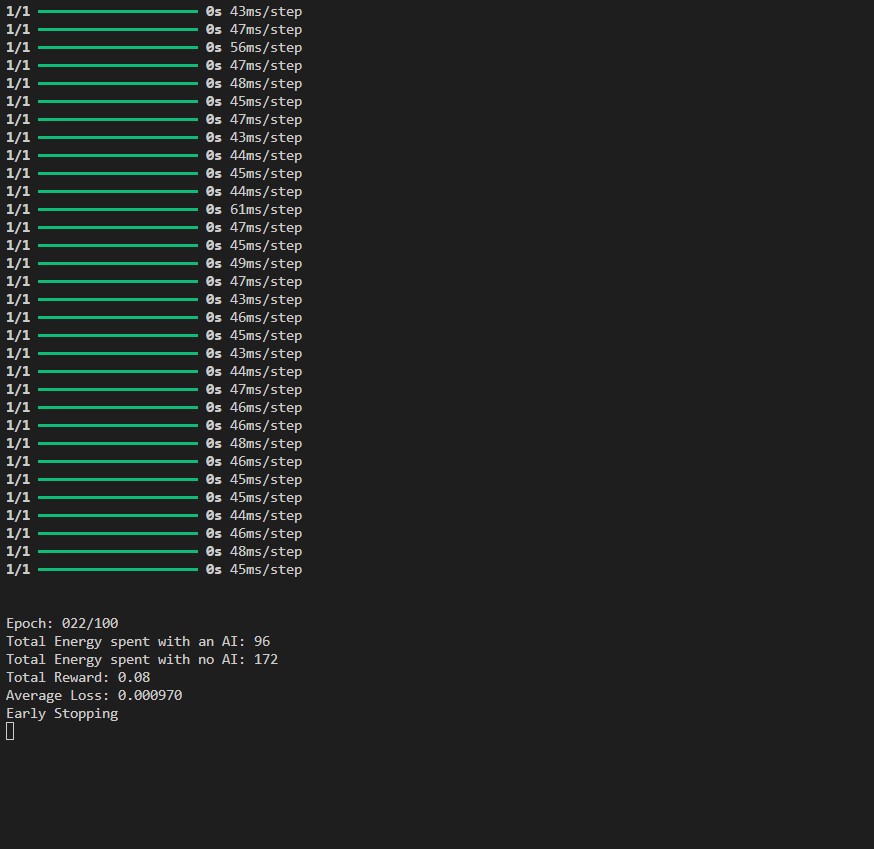 1/1 0s 43ms/step
1/1 0s 47ms/step
1/1 0s 56ms/step
1/1 0s 47ms/step
1/1 0s 48ms/step
1/1 0s 45ms/step
1/1 0s 47ms/step
1/1 0s 43ms/step
1/1 0s 44ms/step
1/1 0s 45ms/step
1/1 0s 44ms/step
1/1 0s 61ms/step
1/1 0s 47ms/step
1/1 0s 45ms/step
1/1 0s 49ms/step
1/1 0s 47ms/step
1/1 0s 43ms/step
1/1 0s 46ms/step
1/1 0s 45ms/step
1/1 0s 43ms/step
1/1 0s 44ms/step
1/1 0s 47ms/step
1/1 0s 46ms/step
1/1 0s 46ms/step
1/1 0s 48ms/step
1/1 0s 46ms/step
1/1 0s 45ms/step
1/1 0s 45ms/step
1/1 0s 44ms/step
1/1 0s 46ms/step
1/1 0s 48ms/step
1/1 0s 45ms/step
Epoch: 022/100
Total Energy spent with an AI: 96
Total Energy spent with no AI: 172
Total Reward: 0.08
Average Loss: 0.000970
Early Stopping